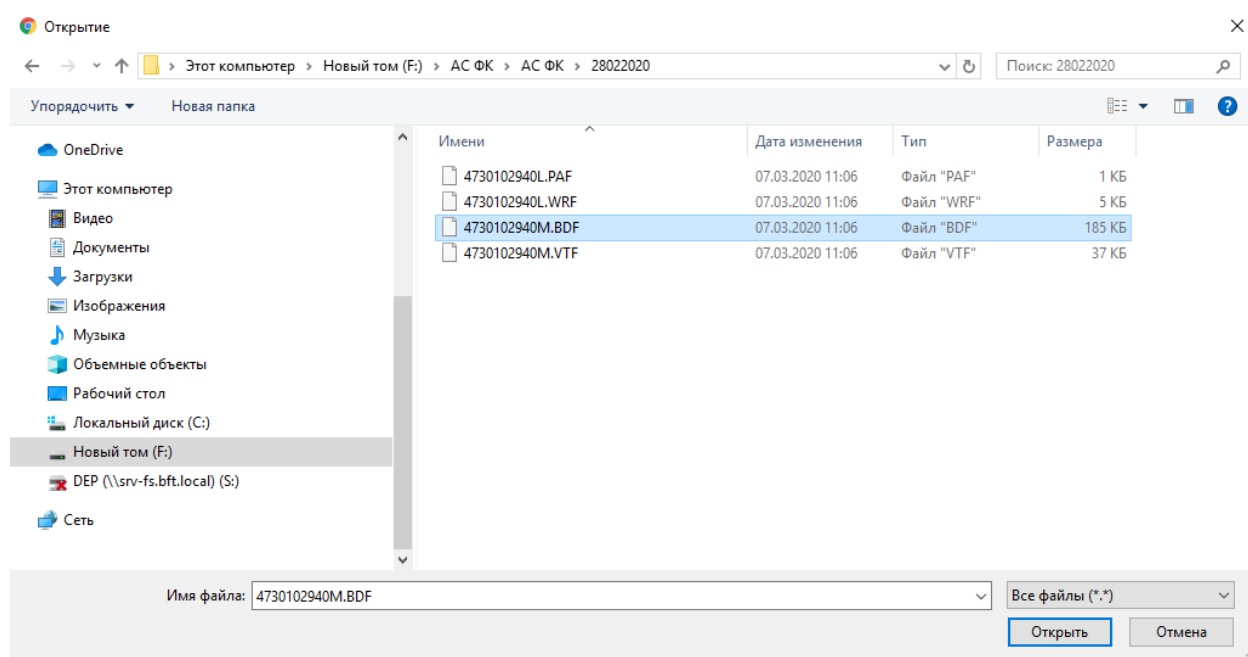 Открытие
Этот компьютер > Новый том (F:) > АС ФК > АС ФК > 28022020
Поиск: 28022020
Упорядочить
Новая папка
OneDrive
Этот компьютер
Видео
Документы
Загрузки
Изображения
Музыка
Объемные объекты
Рабочий стол
Локальный диск (C:)
Новый том (F:)
DEP (\\srv-fs.bft.local) (S:)
Сеть
Имени Дата изменения Тип Размера
4730102940L.PAF 07.03.2020 11:06 Файл "PAF" 1 КБ
4730102940L.WRF 07.03.2020 11:06 Файл "WRF" 5 КБ
4730102940M.BDF 07.03.2020 11:06 Файл "BDF" 185 КБ
4730102940M.VTF 07.03.2020 11:06 Файл "VTF" 37 КБ
Имя файла: 4730102940M.BDF
Все файлы (*.*)
Открыть
Отмена